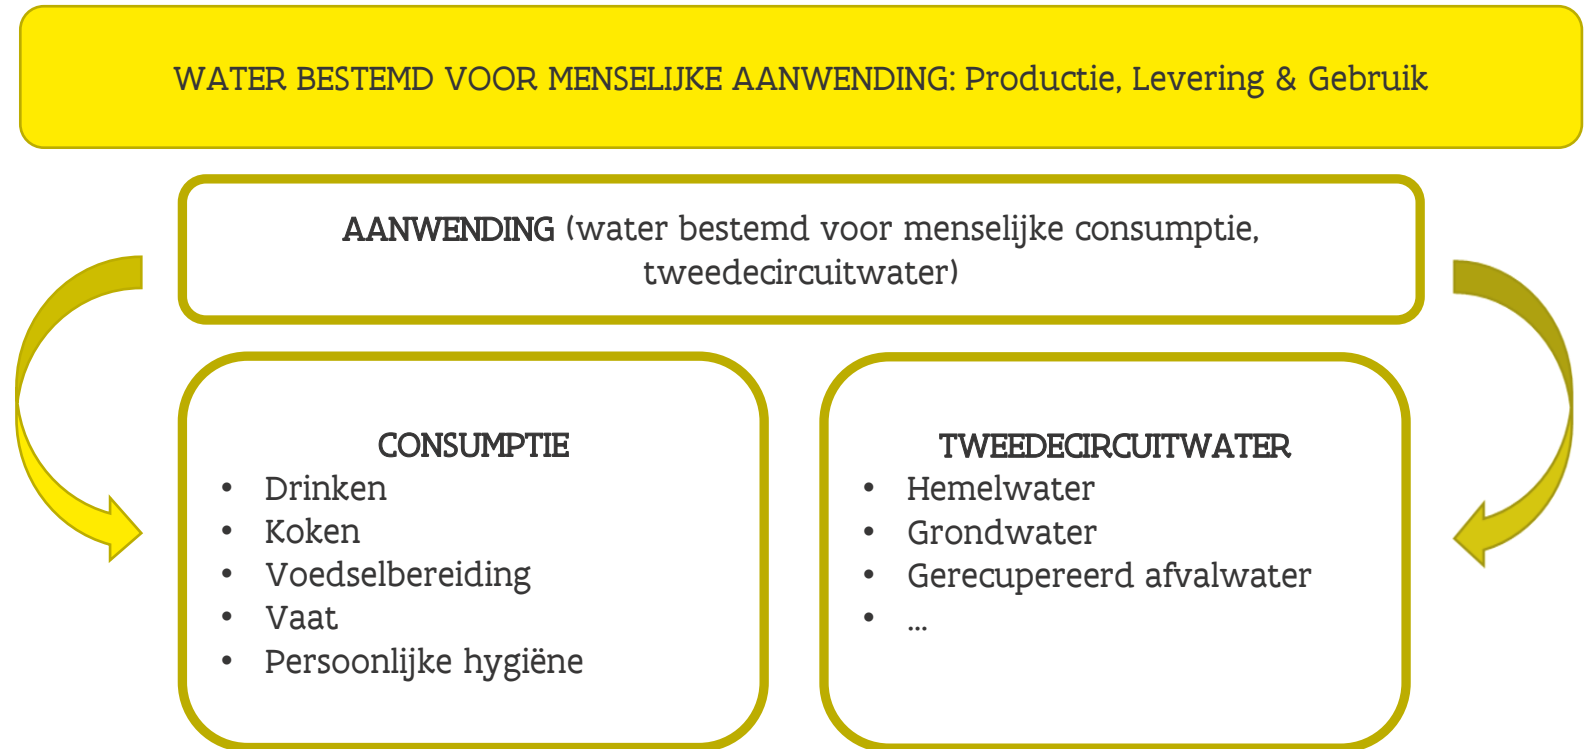 WATER BESTEMD VOOR MENSELIJKE AANWENDING: Productie, Levering & Gebruik
AANWENDING (water bestemd voor menselijke consumptie,
tweedecircuitwater)
CONSUMPTIE
• Drinken
• Koken
• Voedselbereiding
• Vaat
• Persoonlijke hygiëne
TWEEDECIRCUITWATER
• Hemelwater
• Grondwater
• Gerecupereerd afvalwater
• ...